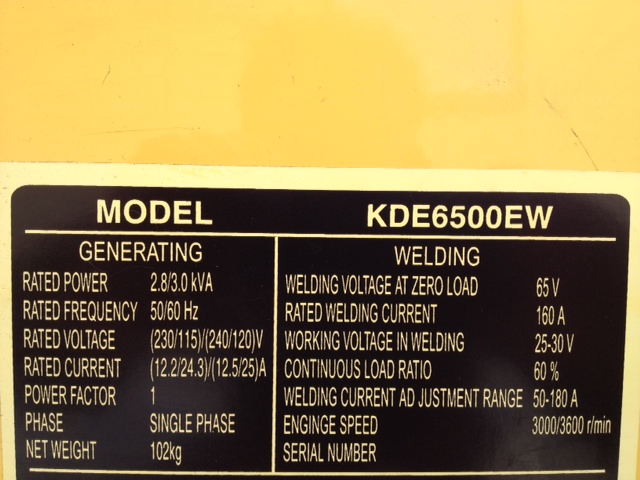 MODEL KDE6500EW
GENERATING
RATED POWER 2.8/3.0 kVA
RATED FREQUENCY 50/60 Hz
RATED VOLTAGE (230/115)/(240/120)V
RATED CURRENT (12.2/24.3)/(12.5/25)A
POWER FACTOR 1
PHASE SINGLE PHASE
NET WEIGHT 102kg
WELDING
WELDING VOLTAGE AT ZERO LOAD 65 V
RATED WELDING CURRENT 160 A
WORKING VOLTAGE IN WELDING 25-30 V
CONTINUOUS LOAD RATIO 60 %
WELDING CURRENT AD JUSTMENT RANGE 50-180 A
ENGINGE SPEED 3000/3600 r/min
SERIAL NUMBER